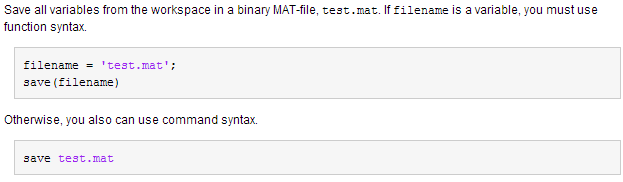 Save all variables from the workspace in a binary MAT-file, test.mat. If filename is a variable, you must use
function syntax.
filename = 'test.mat';
save(filename)
Otherwise, you also can use command syntax.
save test.mat